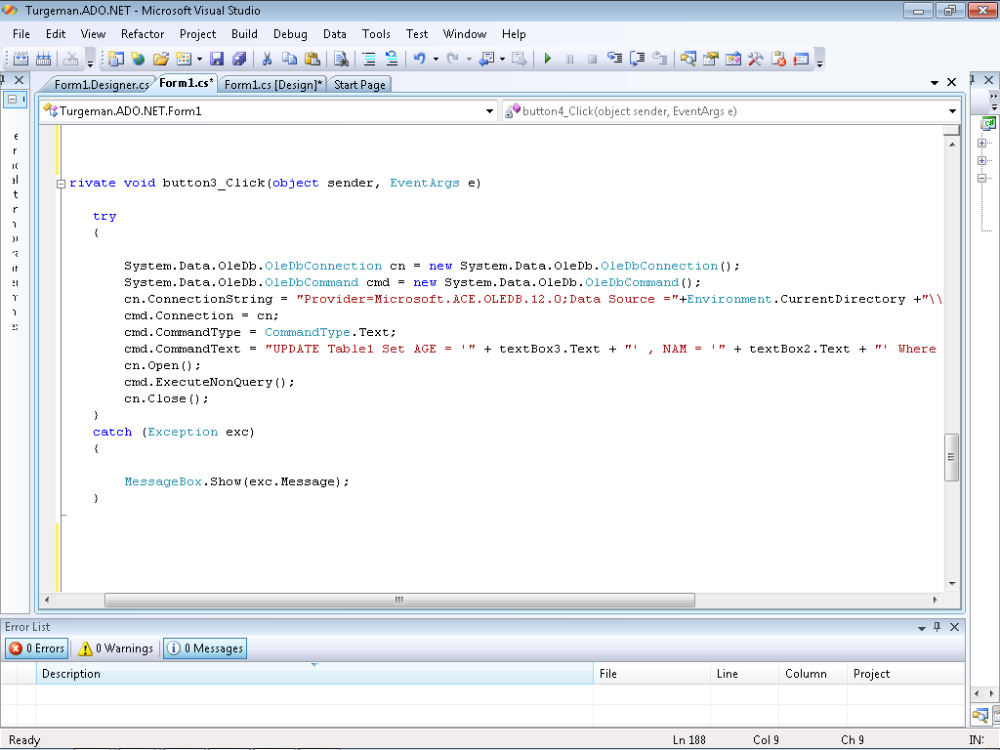 Turgeman.ADO.NET - Microsoft Visual Studio
File Edit View Refactor Project Build Debug Data Tools Test Window Help
Form1.Designer.cs Form1.cs* Form1.cs [Design]* Start Page
Turgeman.ADO.NET.Form1 button4_Click(object sender, EventArgs e)
rivate void button3_Click(object sender, EventArgs e)
try
{
System.Data.OleDb.OleDbConnection cn = new System.Data.OleDb.OleDbConnection();
System.Data.OleDb.OleDbCommand cmd = new System.Data.OleDb.OleDbCommand();
cn.ConnectionString = "Provider=Microsoft.ACE.OLEDB.12.0;Data Source ="+Environment.CurrentDirectory +"\\
cmd.Connection = cn;
cmd.CommandType = CommandType.Text;
cmd.CommandText = "UPDATE Table1 Set AGE = '" + textBox3.Text + "' , NAM = '" + textBox2.Text + "' Where
cn.Open();
cmd.ExecuteNonQuery();
cn.Close();
}
catch (Exception exc)
{
MessageBox.Show(exc.Message);
}
Error List
0 Errors 0 Warnings 0 Messages
Description File Line Column Project
Ready Ln 188 Col 9 Ch 9 IN: